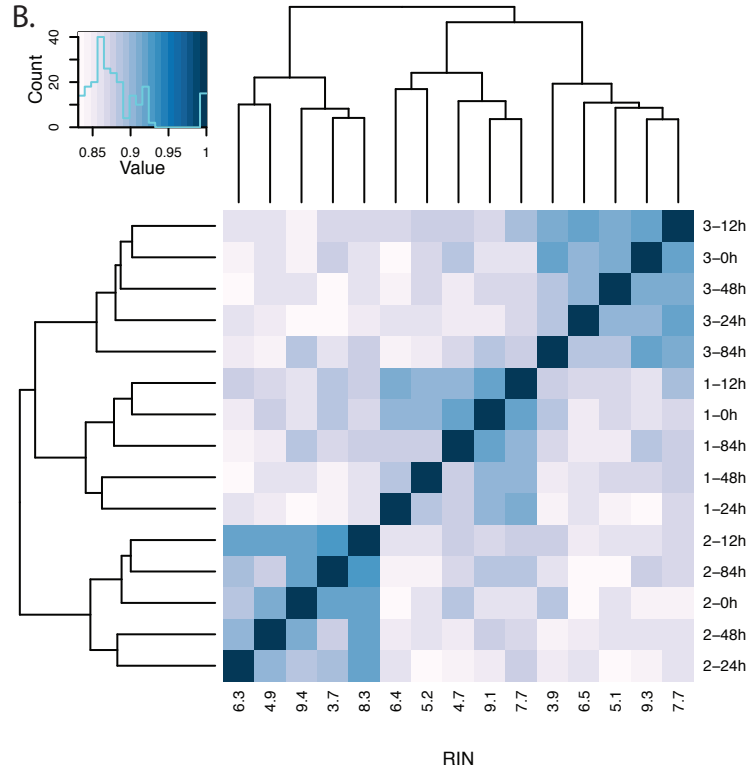 B.
Count
0
20
40
0.85
0.9
0.95
1
Value
3−12h
3−0h
3−48h
3−24h
3−84h
1−12h
1−0h
1−84h
1−48h
1−24h
2−12h
2−84h
2−0h
2−48h
2−24h
6.3
4.9
9.4
3.7
8.3
6.4
5.2
4.7
9.1
7.7
3.9
6.5
5.1
9.3
7.7
RIN